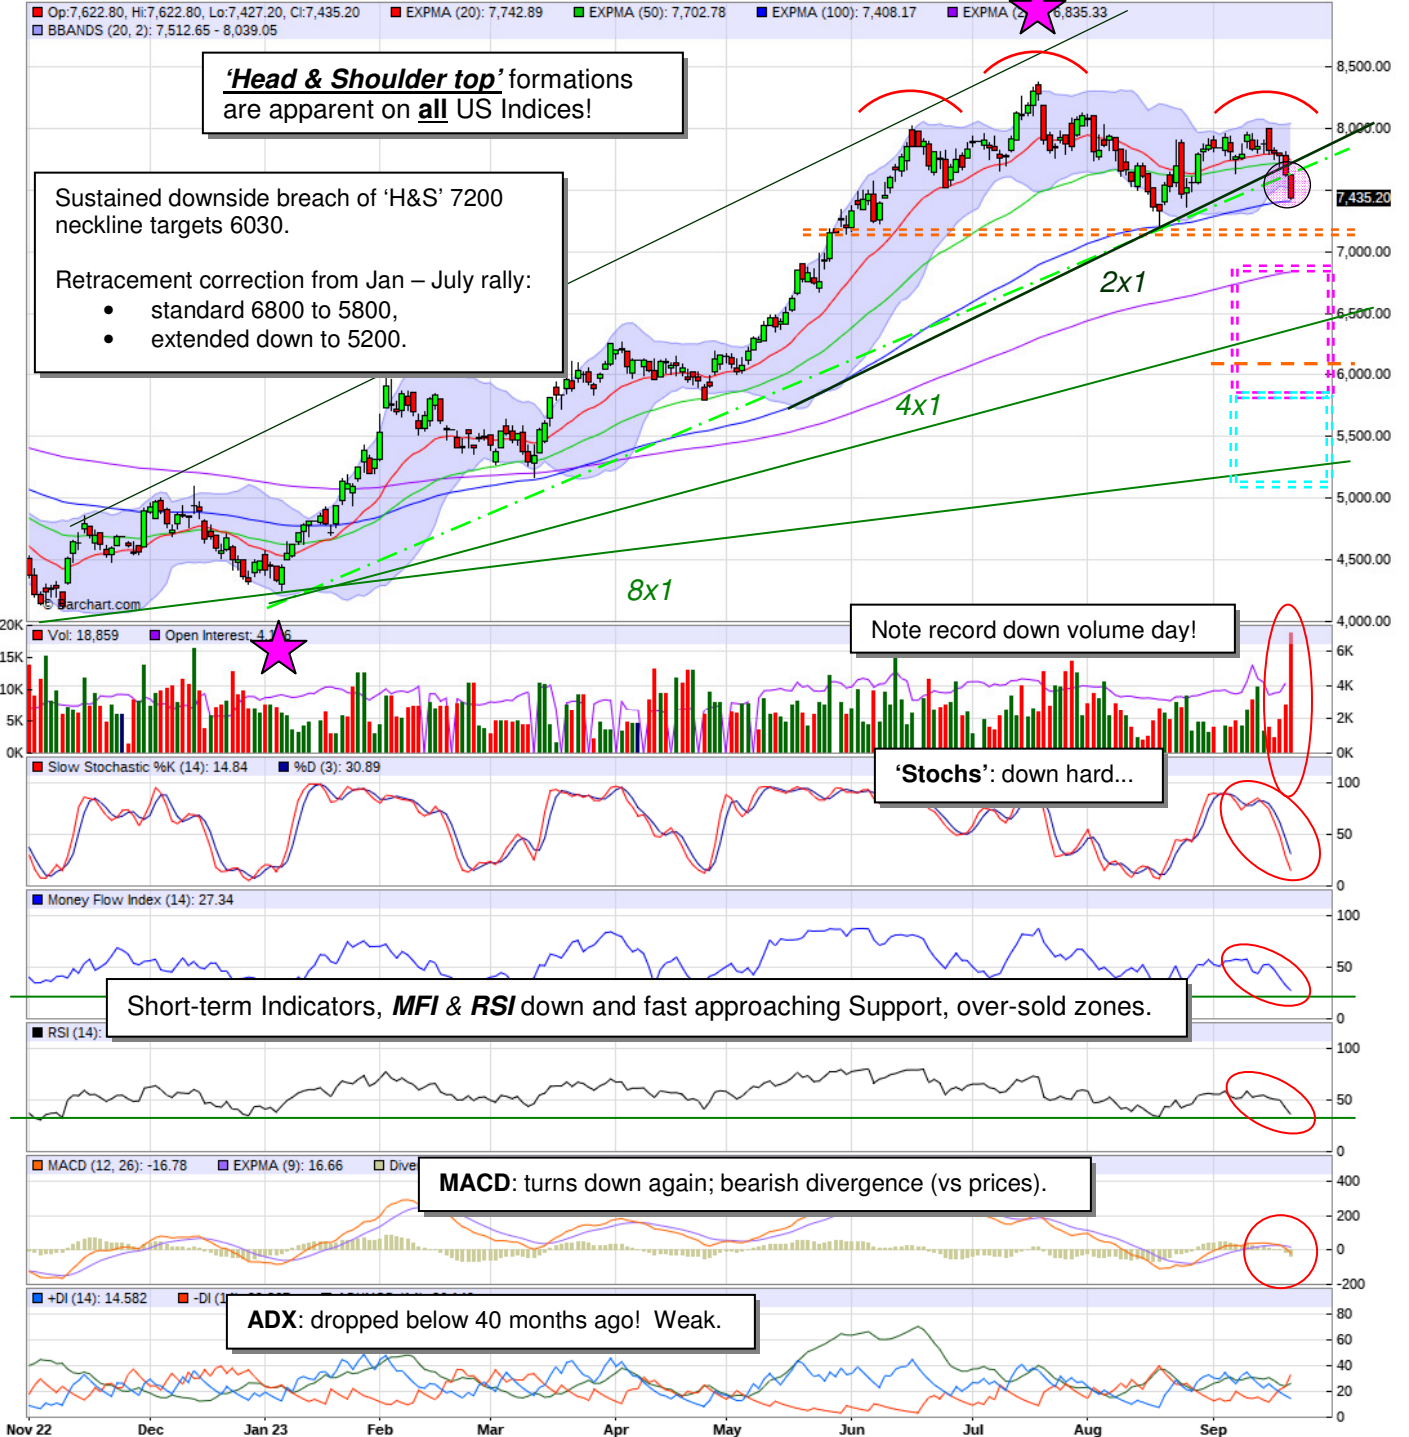 Op:7,622.80, Hi:7,622.80, Lo:7,427.20, Cl:7,435.20 EXPMA (20): 7,742.89 EXPMA (50): 7,702.78 EXPMA (100): 7,408.17 EXPMA 6,835.33
BBANDS (20, 2): 7,512.65 - 8,039.05
'Head & Shoulder top' formations
are apparent on all US Indices!
Sustained downside breach of 'H&S' 7200
neckline targets 6030.
Retracement correction from Jan – July rally:
• standard 6800 to 5800,
• extended down to 5200.
8,500.00
8,000.00
7,435.20
7,000.00
6,500.00
6,000.00
5,500.00
5,000.00
4,500.00
4,000.00
2x1
4x1
8x1
© Barchart.com
Note record down volume day!
Vol: 18,859 Open Interest:
20K
15K
10K
5K
0K
6K
4K
2K
0K
Slow Stochastic %K (14): 14.84 %D (3): 30.89
'Stochs': down hard...
100
50
0
Money Flow Index (14): 27.34
100
50
0
Short-term Indicators, MFI & RSI down and fast approaching Support, over-sold zones.
RSI (14):
100
50
0
MACD (12, 26): -16.78 EXPMA (9): 16.66
MACD: turns down again; bearish divergence (vs prices).
400
200
0
-200
+DI (14): 14.582 -DI
ADX: dropped below 40 months ago! Weak.
80
60
40
20
0
Nov 22 Dec Jan 23 Feb Mar Apr May Jun Jul Aug Sep